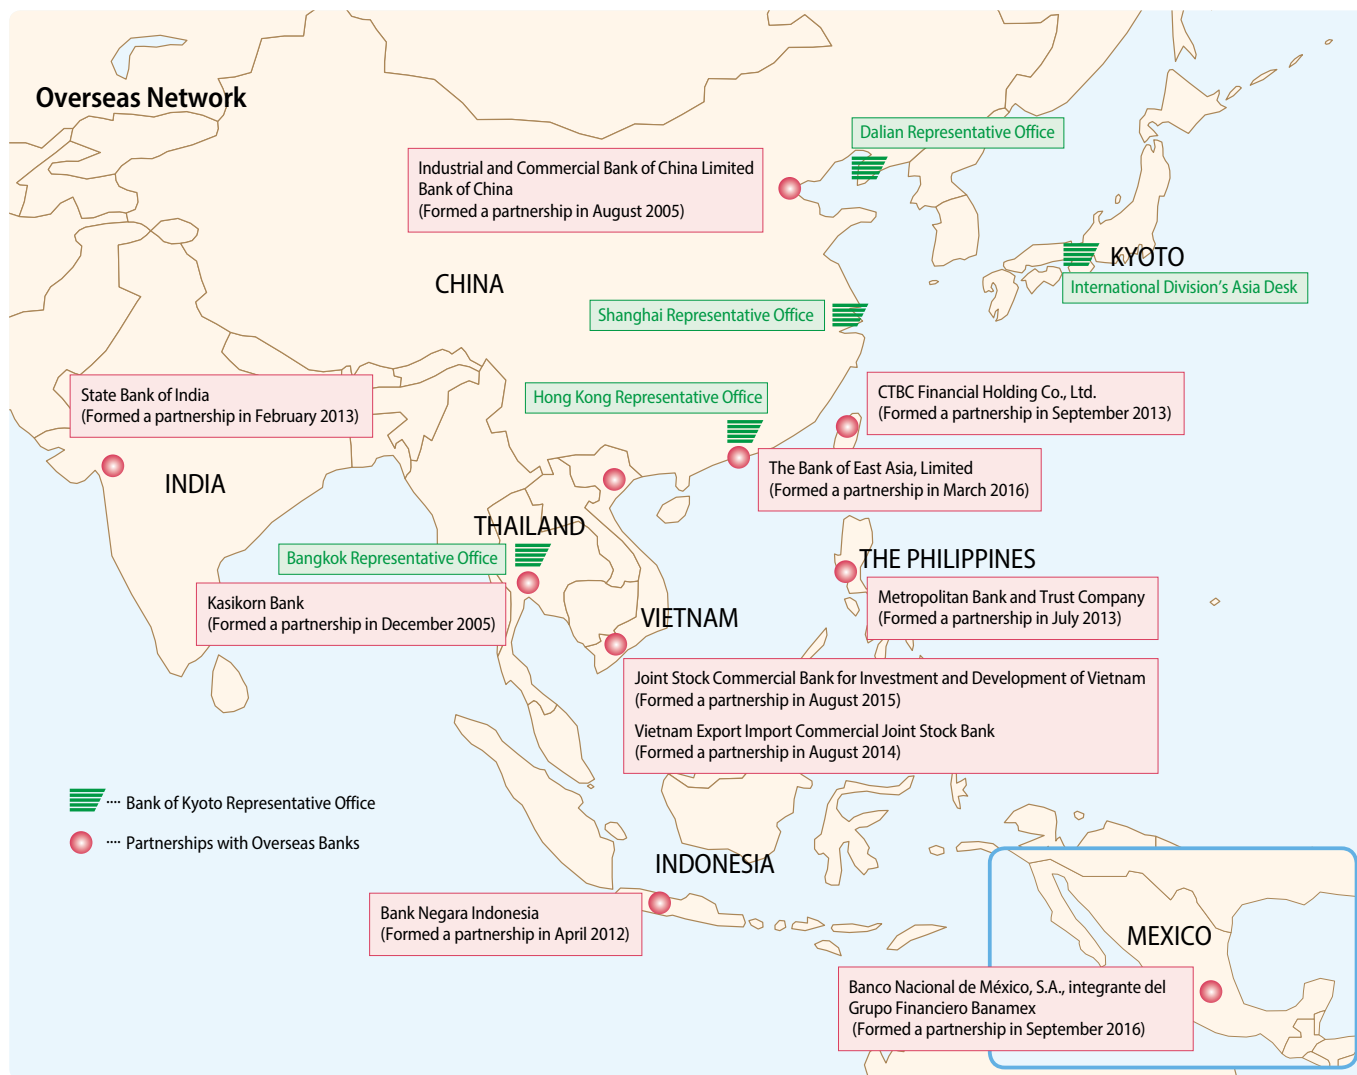 Overseas Network
Dalian Representative Office
Industrial and Commercial Bank of China Limited
Bank of China
(Formed a partnership in August 2005)
KYOTO
International Division’s Asia Desk
CHINA
Shanghai Representative Office
State Bank of India
(Formed a partnership in February 2013)
Hong Kong Representative Office
CTBC Financial Holding Co., Ltd.
(Formed a partnership in September 2013)
INDIA
The Bank of East Asia, Limited
(Formed a partnership in March 2016)
THAILAND
Bangkok Representative Office
THE PHILIPPINES
Kasikorn Bank
(Formed a partnership in December 2005)
Metropolitan Bank and Trust Company
(Formed a partnership in July 2013)
VIETNAM
Joint Stock Commercial Bank for Investment and Development of Vietnam
(Formed a partnership in August 2015)
Vietnam Export Import Commercial Joint Stock Bank
(Formed a partnership in August 2014)
···· Bank of Kyoto Representative Office
···· Partnerships with Overseas Banks
INDONESIA
Bank Negara Indonesia
(Formed a partnership in April 2012)
MEXICO
Banco Nacional de México, S.A., integrante del
Grupo Financiero Banamex
(Formed a partnership in September 2016)